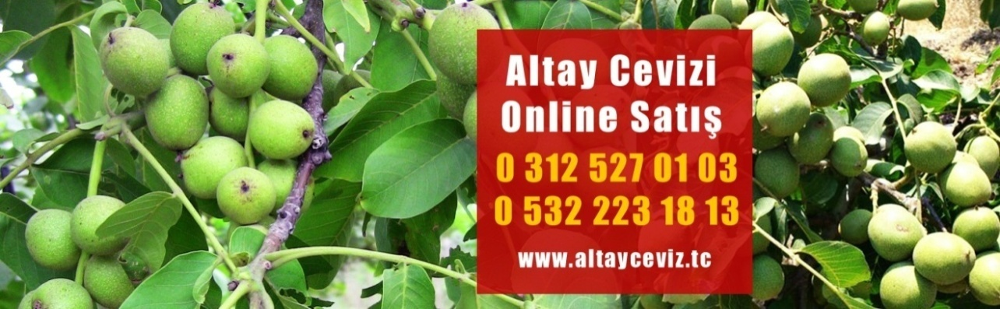 Altay Cevizi
Online Satış
0 312 527 01 03
0 532 223 18 13
www.altayceviz.tc